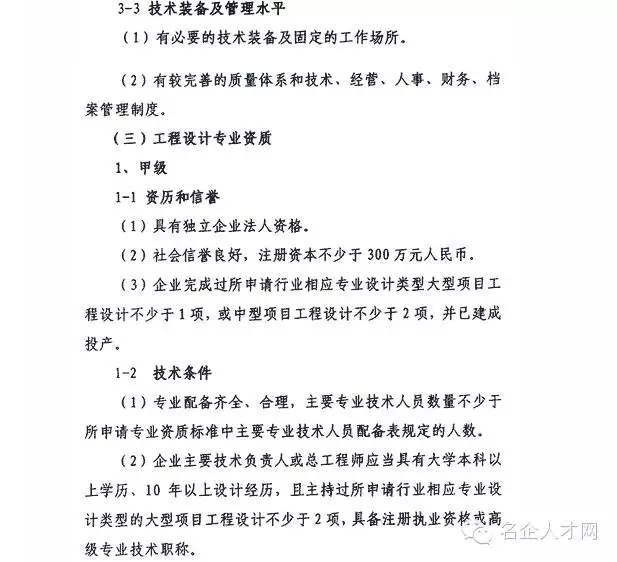 3-3 技术装备及管理水平
（1）有必要的技术装备及固定的工作场所。
（2）有较完善的质量体系和技术、经营、人事、财务、档
案管理制度。
（三）工程设计专业资质
1、甲级
1-1 资历和信誉
（1）具有独立企业法人资格。
（2）社会信誉良好，注册资本不少于 300 万元人民币。
（3）企业完成过所申请行业相应专业设计类型大型项目工
程设计不少于 1 项，或中型项目工程设计不少于 2 项，并已建成
投产。
1-2 技术条件
（1）专业配备齐全、合理，主要专业技术人员数量不少于
所申请专业资质标准中主要专业技术人员配备表规定的人数。
（2）企业主要技术负责人或总工程师应当具有大学本科以
上学历、10 年以上设计经历，且主持过所申请行业相应专业设
计类型的大型项目工程设计不少于 2 项，具备注册执业资格或高
级专业技术职称。
名企人才网